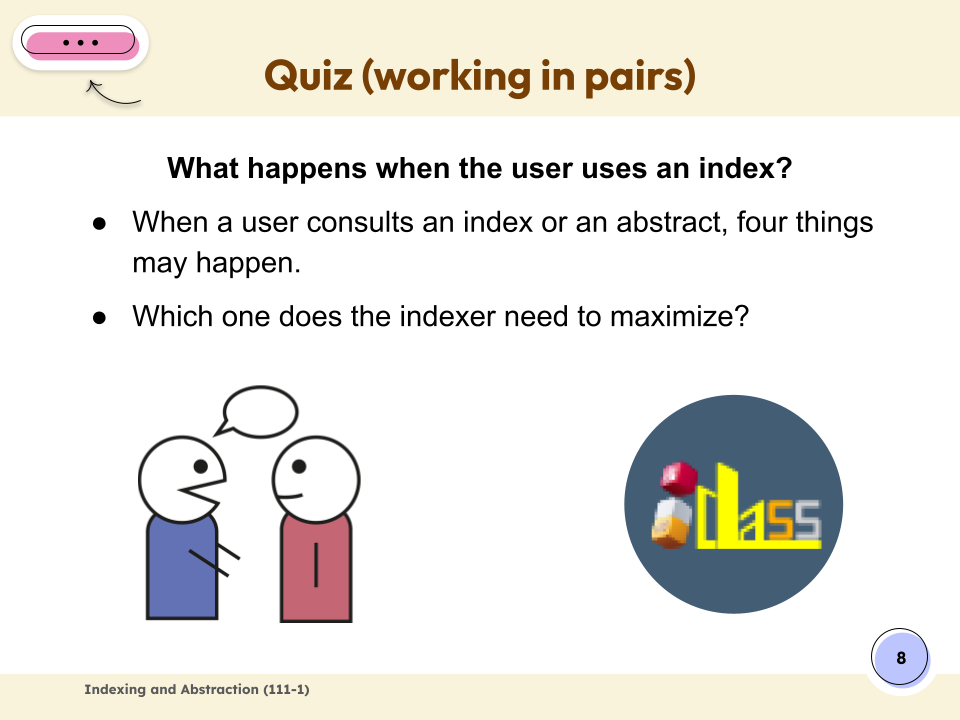 Quiz (working in pairs)
What happens when the user uses an index?
● When a user consults an index or an abstract, four things
may happen.
● Which one does the indexer need to maximize?
iClass
8
Indexing and Abstraction (111-1)